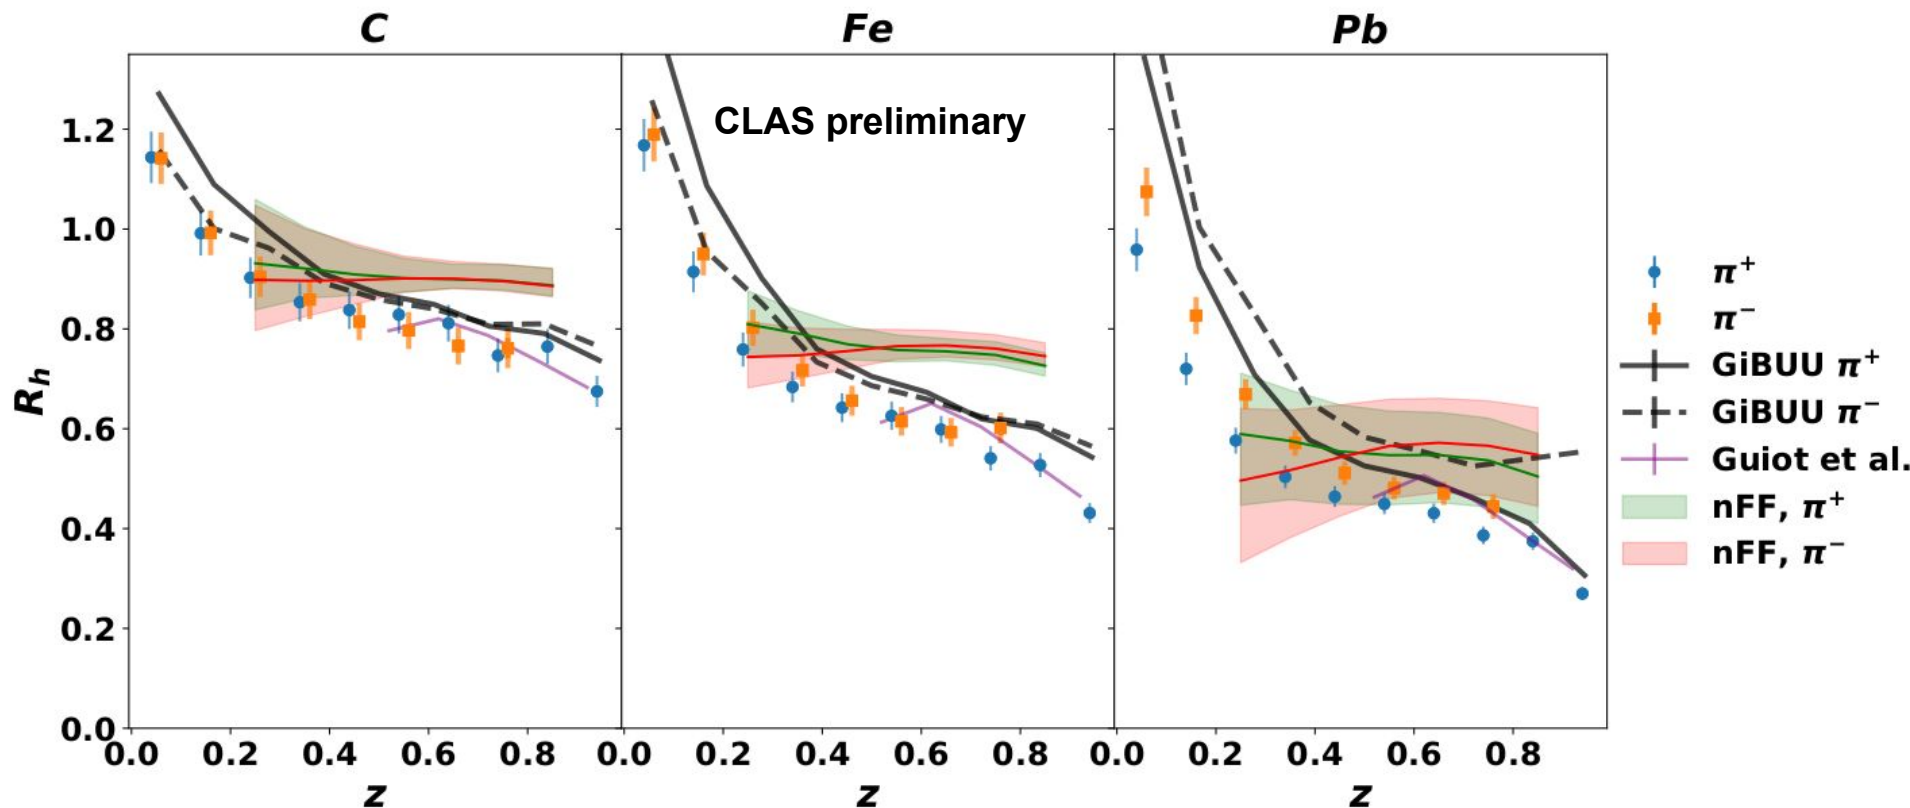 C Fe Pb
CLAS preliminary
R_h
1.2
1.0
0.8
0.6
0.4
0.2
0.0
0.0 0.2 0.4 0.6 0.8 0.0 0.2 0.4 0.6 0.8 0.0 0.2 0.4 0.6 0.8
z z z
π⁺
π⁻
GiBUU π⁺
GiBUU π⁻
Guiot et al.
nFF, π⁺
nFF, π⁻